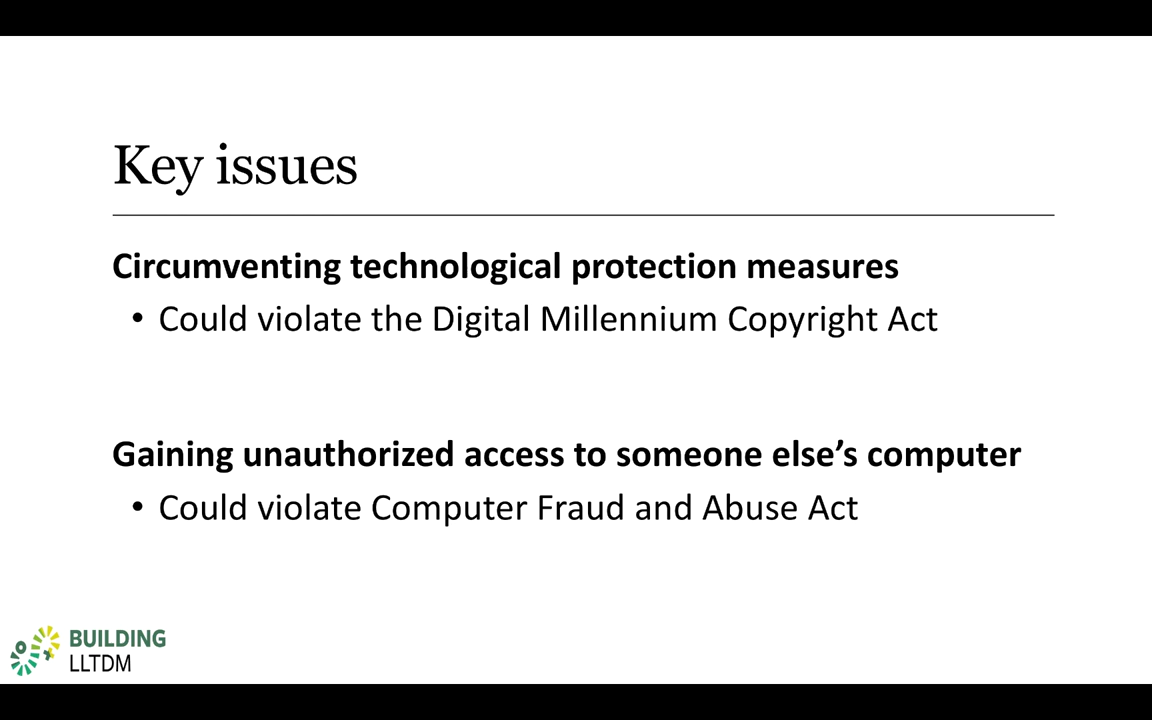 Key issues
Circumventing technological protection measures
• Could violate the Digital Millennium Copyright Act
Gaining unauthorized access to someone else’s computer
• Could violate Computer Fraud and Abuse Act
BUILDING
LLTDM